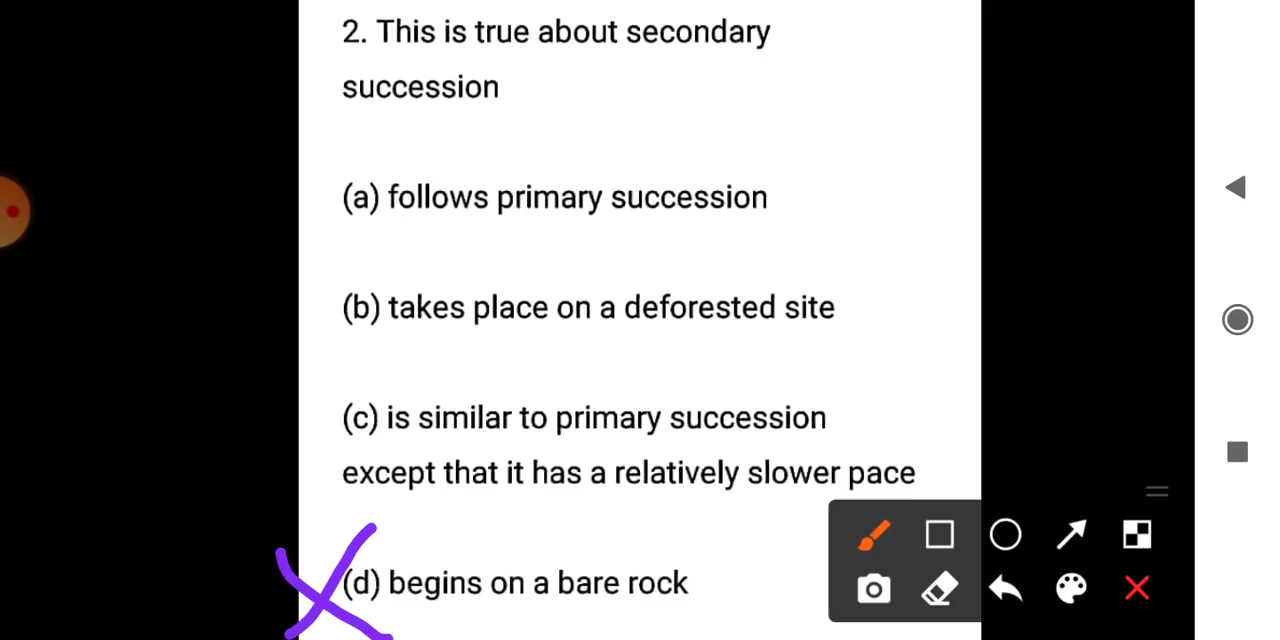 2. This is true about secondary
succession
(a) follows primary succession
(b) takes place on a deforested site
(c) is similar to primary succession
except that it has a relatively slower pace
(d) begins on a bare rock